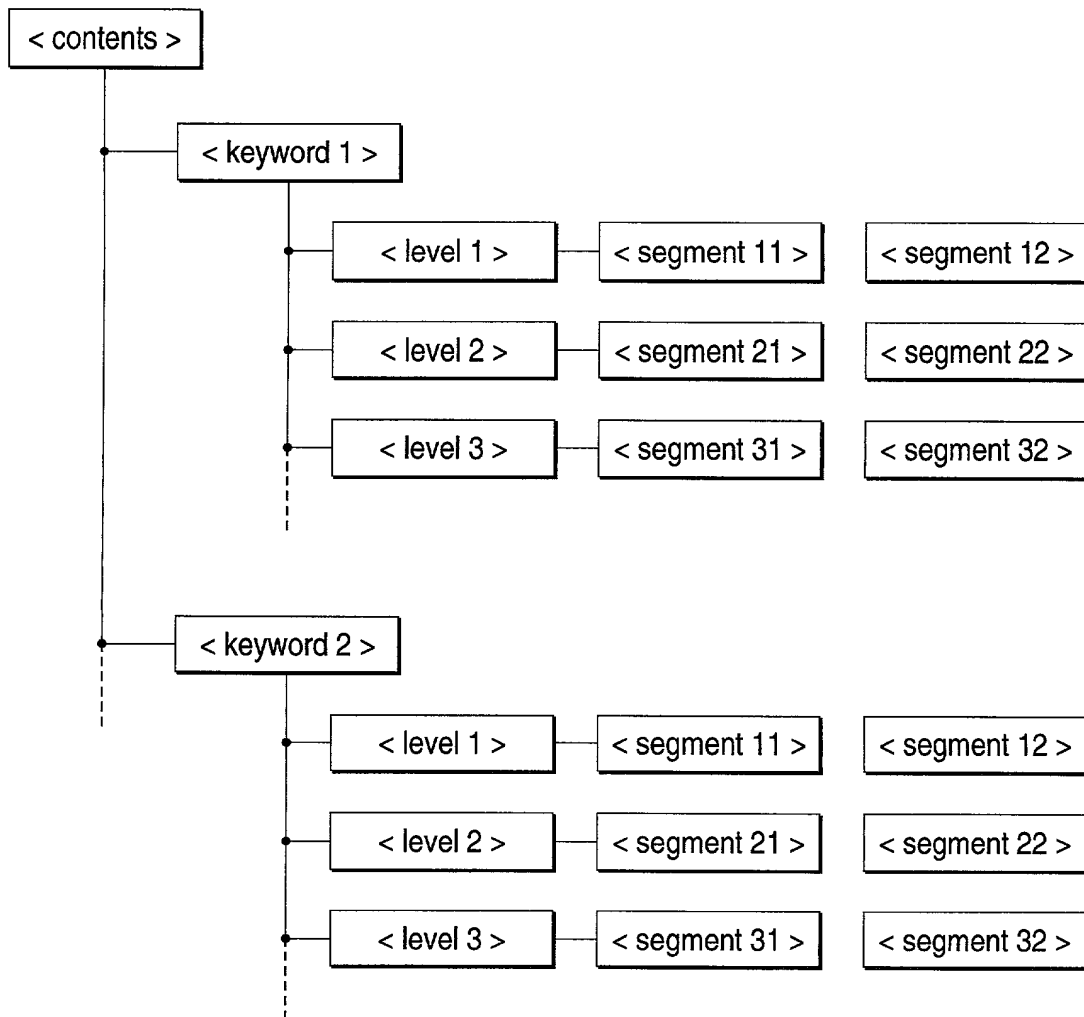 < contents >
< keyword 1 >
< level 1 > < segment 11 > < segment 12 >
< level 2 > < segment 21 > < segment 22 >
< level 3 > < segment 31 > < segment 32 >
< keyword 2 >
< level 1 > < segment 11 > < segment 12 >
< level 2 > < segment 21 > < segment 22 >
< level 3 > < segment 31 > < segment 32 >